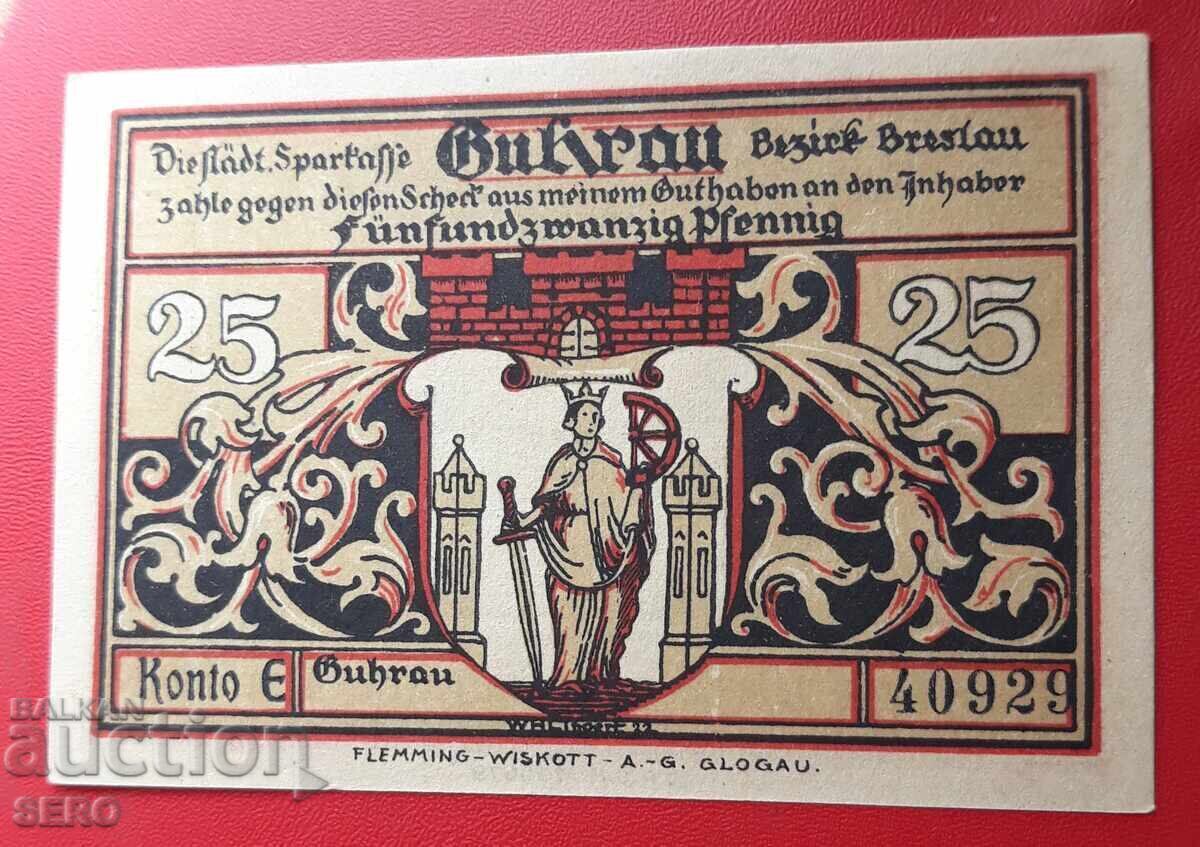 Die städt. Sparkasse Guhrau Bezirk Breslau
zahle gegen diesen Scheck aus meinem Guthaben an den Inhaber
Fünfundzwanzig Pfennig
25
25
Konto E
Guhrau
40929
FLEMMING-WISKOTT-A.-G. GLOGAU.
BALKAN
auction
SERO